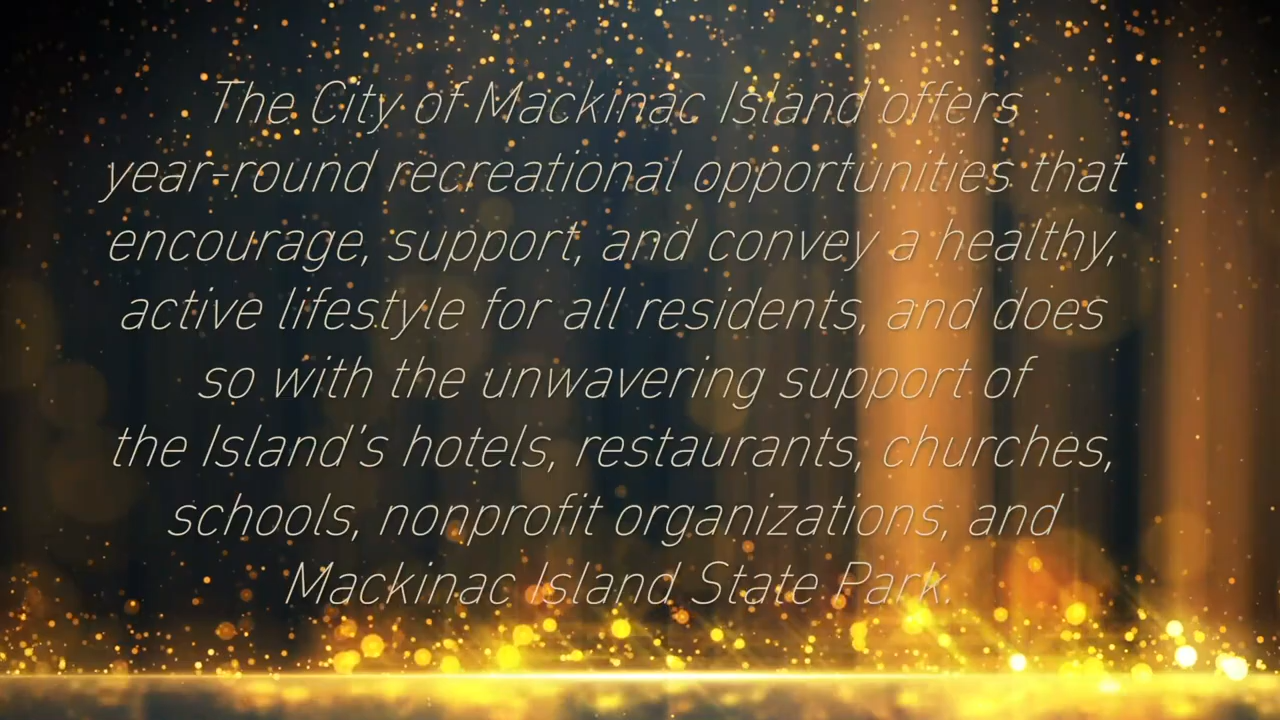 The City of Mackinac Island offers
year-round recreational opportunities that
encourage, support, and convey a healthy,
active lifestyle for all residents, and does
so with the unwavering support of
the Island's hotels, restaurants, churches,
schools, nonprofit organizations, and
Mackinac Island State Park.